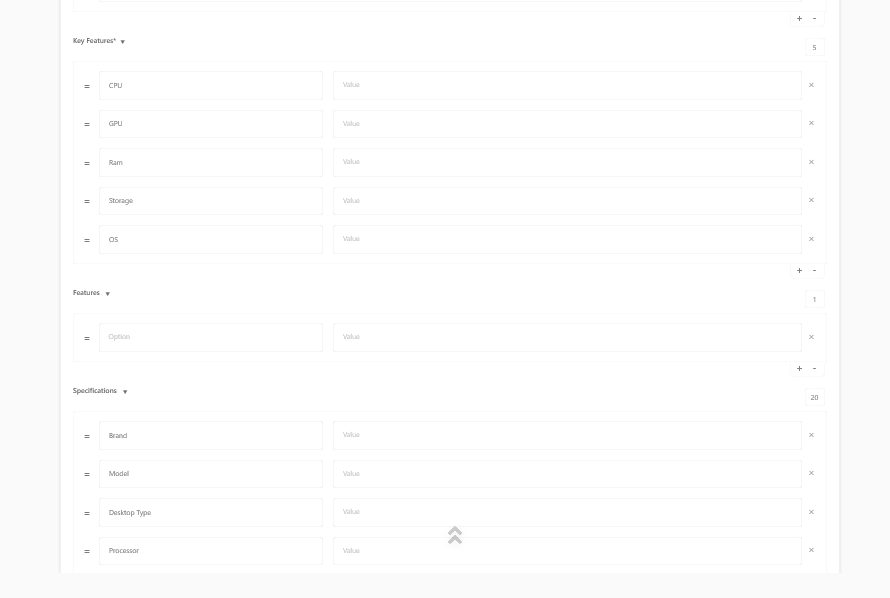 + -
Key Features* ▼
5
= CPU Value ×
= GPU Value ×
= Ram Value ×
= Storage Value ×
= OS Value ×
+ -
Features ▼
1
= Option Value ×
+ -
Specifications ▼
20
= Brand Value ×
= Model Value ×
= Desktop Type Value ×
= Processor Value ×